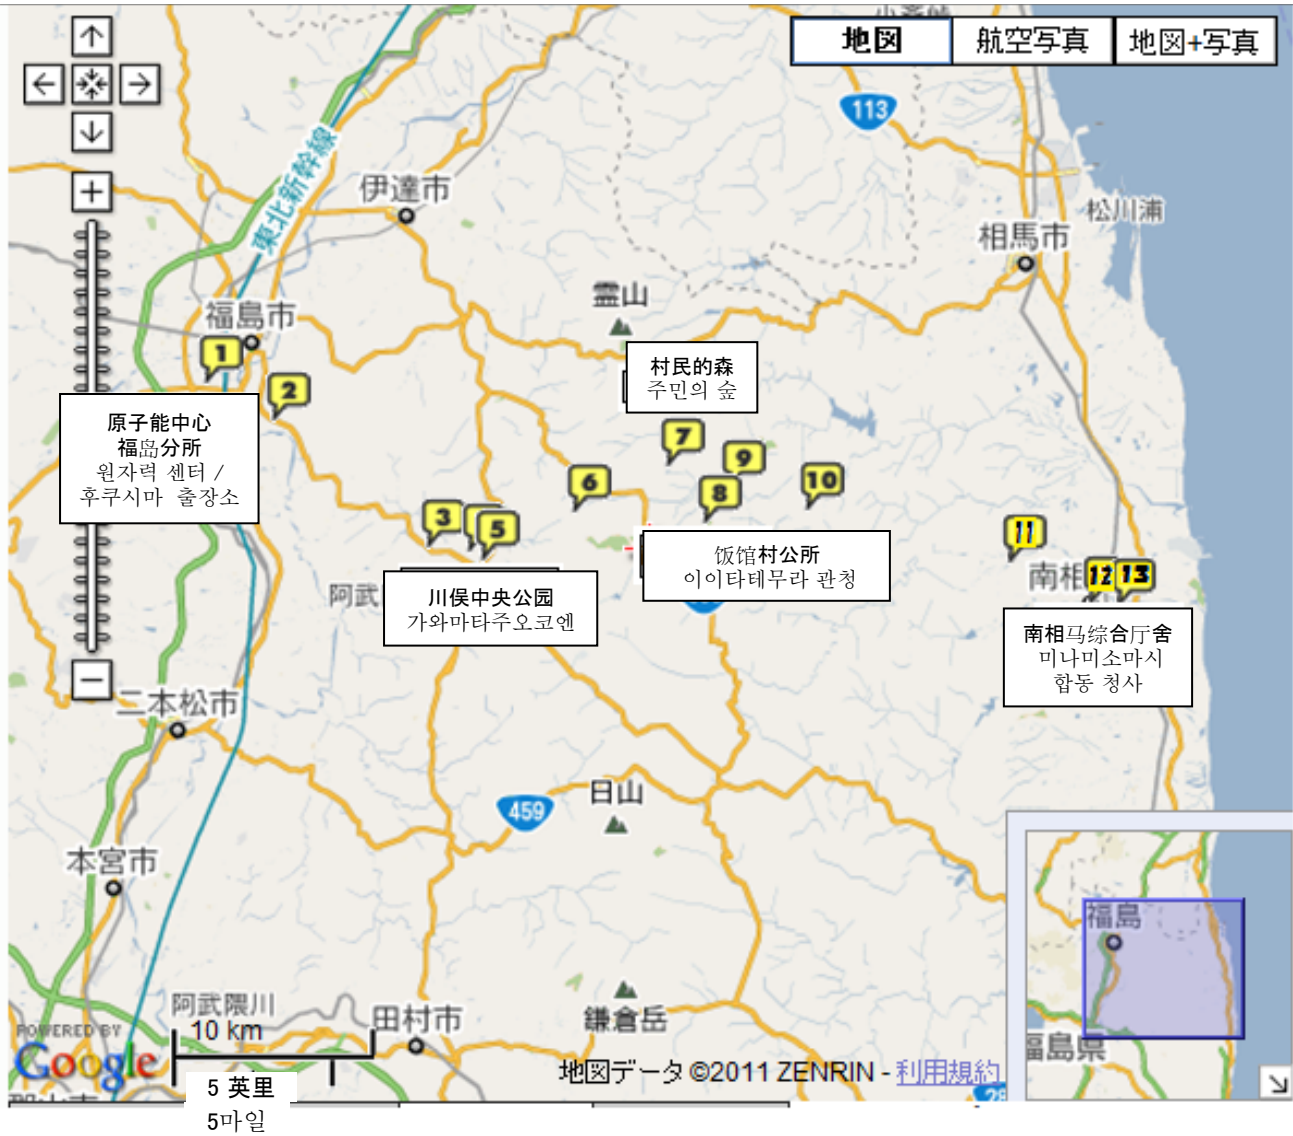 地図
航空写真
地図+写真
113
東北新幹線
伊達市
松川浦
相馬市
霊山
福島市
1
2
村民的森
주민의 숲
原子能中心
福岛分所
원자력 센터 /
후쿠시마 출장소
7
9
6
8
10
3
5
11
饭馆村公所
이이타테무라 관청
南相
12
13
阿武
川俣中央公园
가와마타주오코엔
南相马综合厅舍
미나미소마시
합동 청사
二本松市
日山
459
本宮市
福島
阿武隈川
10 km
田村市
鎌倉岳
福島県
POWERED BY
Google
地図データ ©2011 ZENRIN - 利用規約
5 英里
5마일